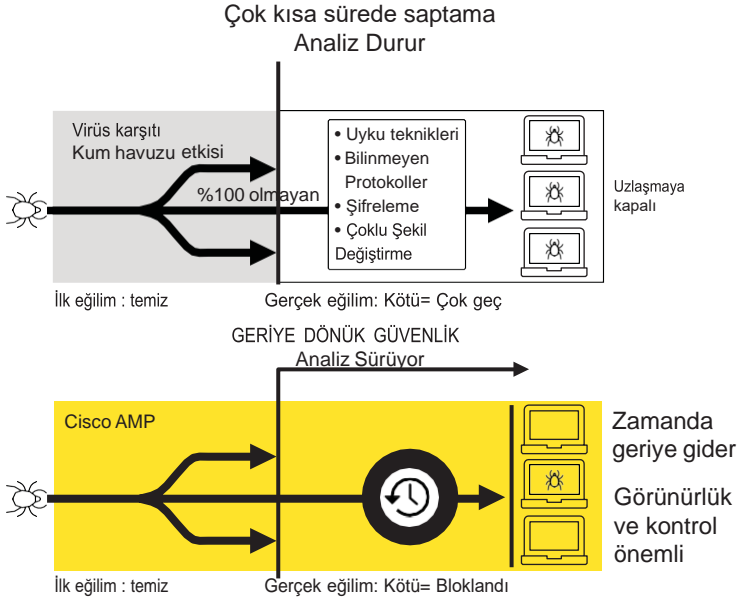 Çok kısa sürede saptama
Analiz Durur
Virüs karşıtı
Kum havuzu etkisi
%100 olmayan
• Uyku teknikleri
• Bilinmeyen
Protokoller
• Şifreleme
• Çoklu Şekil
Değiştirme
Uzlaşmaya
kapalı
İlk eğilim : temiz
Gerçek eğilim: Kötü= Çok geç
GERİYE DÖNÜK GÜVENLİK
Analiz Sürüyor
Cisco AMP
Zamanda
geriye gider
Görünürlük
ve kontrol
önemli
İlk eğilim : temiz
Gerçek eğilim: Kötü= Bloklandı